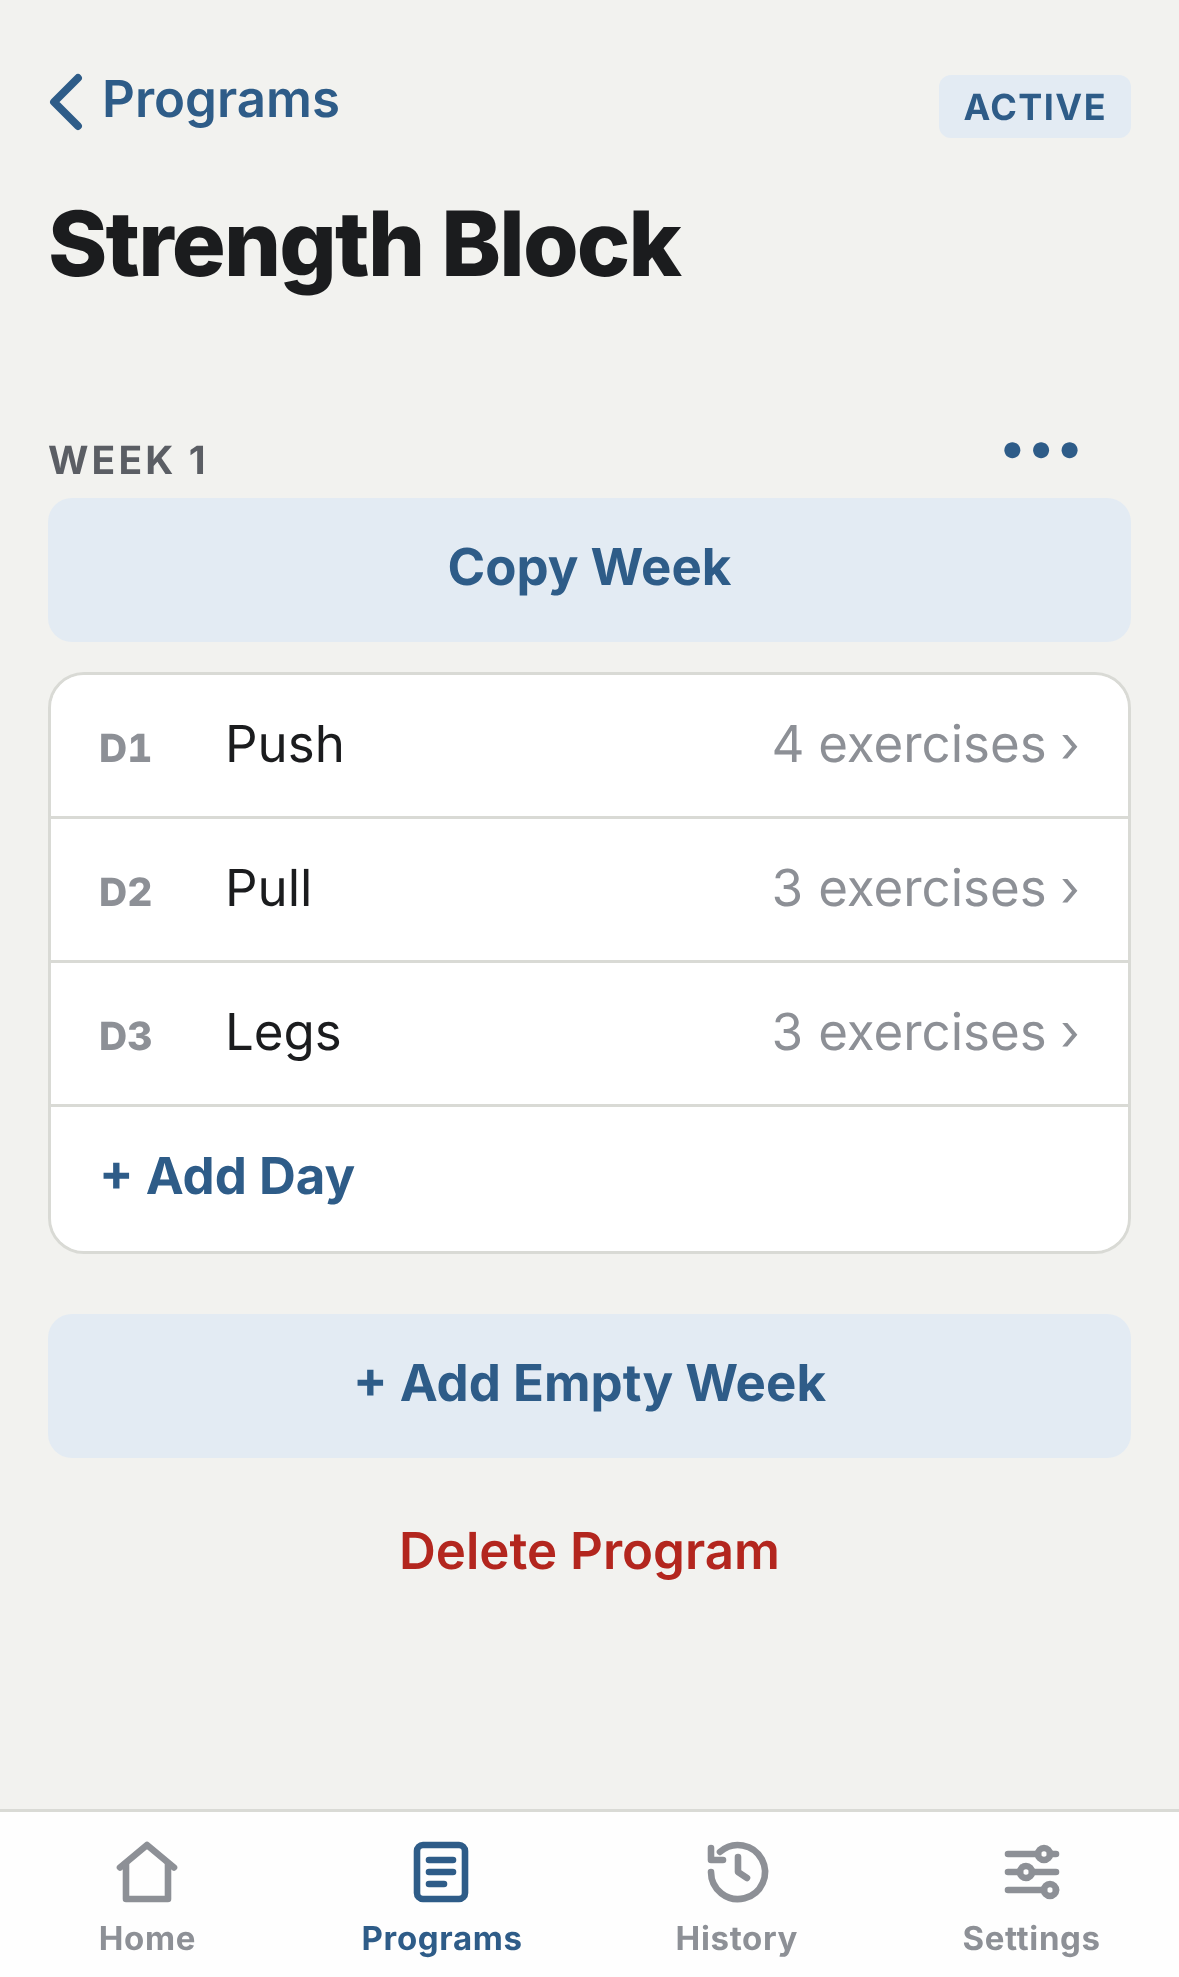 Programs
ACTIVE
Strength Block
WEEK 1
Copy Week
D1 Push 4 exercises ›
D2 Pull 3 exercises ›
D3 Legs 3 exercises ›
+ Add Day
+ Add Empty Week
Delete Program
Home Programs History Settings